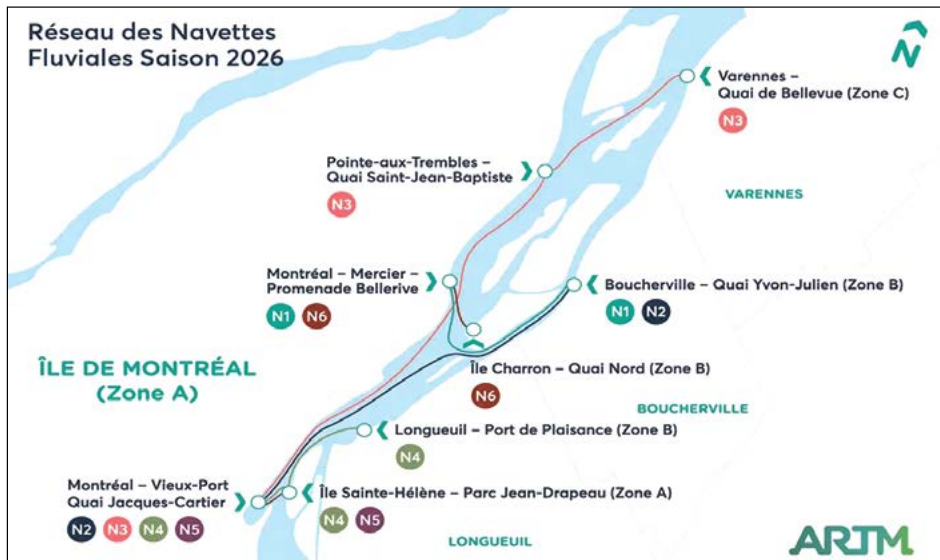 Réseau des Navettes
Fluviales Saison 2026
N
Varennes –
Quai de Bellevue (Zone C)
N3
Pointe-aux-Trembles –
Quai Saint-Jean-Baptiste
N3
VARENNES
Montréal – Mercier –
Promenade Bellerive
N1 N6
Boucherville – Quai Yvon-Julien (Zone B)
N1 N2
ÎLE DE MONTRÉAL
(Zone A)
Île Charron – Quai Nord (Zone B)
N6
BOUCHERVILLE
Longueuil – Port de Plaisance (Zone B)
N4
Montréal – Vieux-Port
Quai Jacques-Cartier
N2 N3 N4 N5
Île Sainte-Hélène – Parc Jean-Drapeau (Zone A)
N4 N5
LONGUEUIL
ARTM